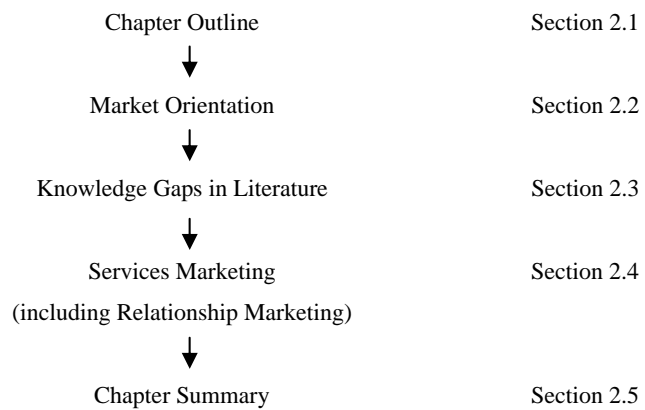 Chapter Outline Section 2.1
Market Orientation Section 2.2
Knowledge Gaps in Literature Section 2.3
Services Marketing Section 2.4
(including Relationship Marketing)
Chapter Summary Section 2.5